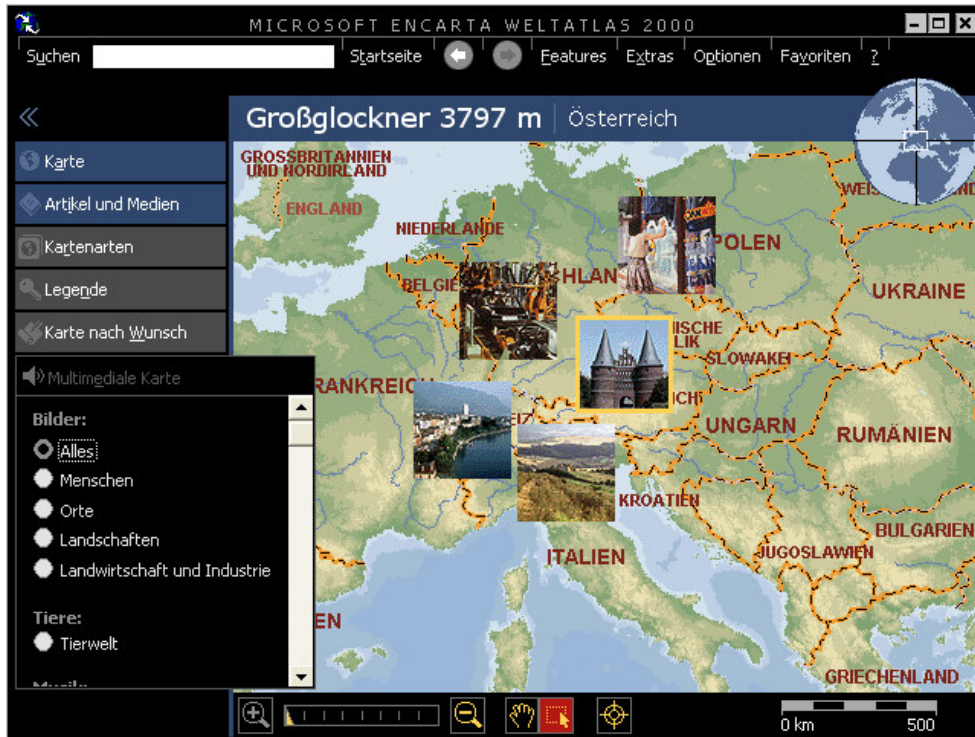 MICROSOFT ENCARTA WELTATLAS 2000
Suchen
Startseite
Features
Extras
Optionen
Favoriten
?
Großglockner 3797 m
Österreich
Karte
Artikel und Medien
Kartenarten
Legende
Karte nach Wunsch
Multimediale Karte
Bilder:
Alles
Menschen
Orte
Landschaften
Landwirtschaft und Industrie
Tiere:
Tierwelt
GROSSBRITANNIEN
UND NORDIRLAND
ENGLAND
NIEDERLANDE
BELGIE
HLAN
POLEN
UKRAINE
SLOWAKEI
RANKREICH
UNGARN
RUMÄNIEN
KROATIEN
BULGARIEN
ITALIEN
JUGOSLAWIEN
EN
GRIECHENLAND
0 km
500